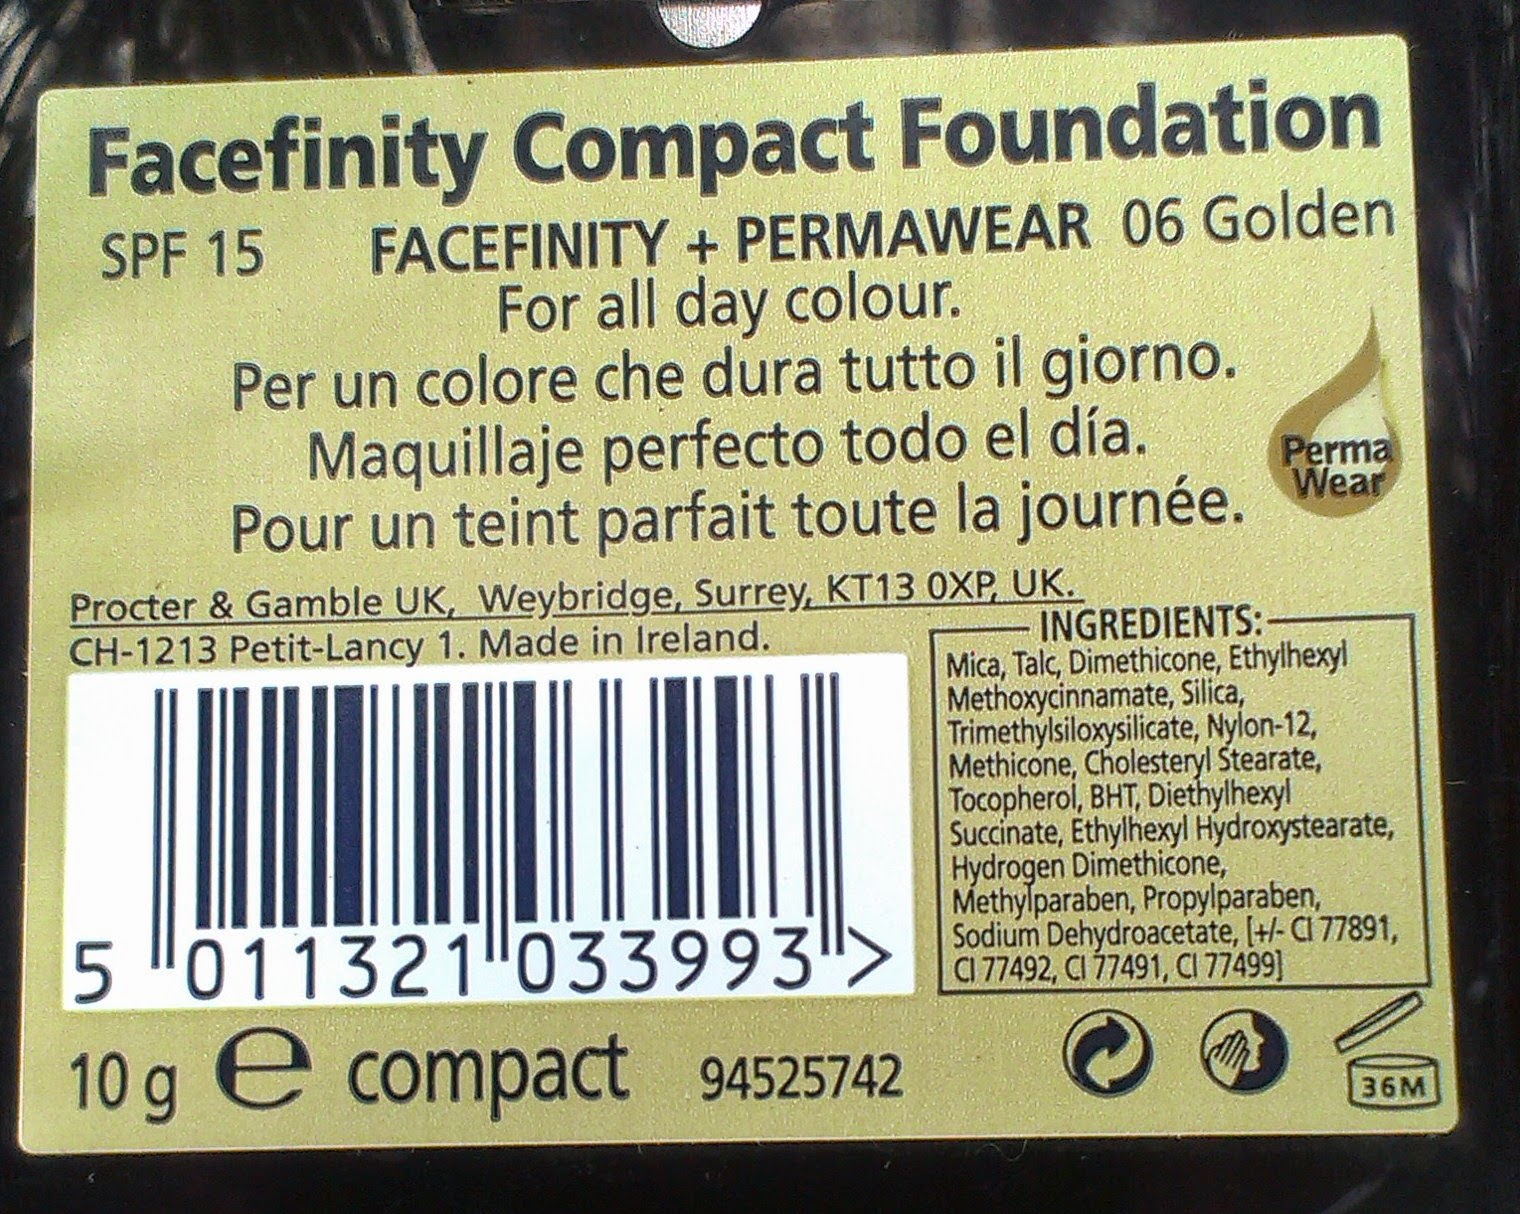 Facefinity Compact Foundation
SPF 15 FACEFINITY + PERMAWEAR 06 Golden
For all day colour.
Per un colore che dura tutto il giorno.
Maquillaje perfecto todo el día.
Pour un teint parfait toute la journée.
Perma
Wear
Procter & Gamble UK, Weybridge, Surrey, KT13 0XP, UK.
CH-1213 Petit-Lancy 1. Made in Ireland.
INGREDIENTS:
Mica, Talc, Dimethicone, Ethylhexyl
Methoxycinnamate, Silica,
Trimethylsiloxysilicate, Nylon-12,
Methicone, Cholesteryl Stearate,
Tocopherol, BHT, Diethylhexyl
Succinate, Ethylhexyl Hydroxystearate,
Hydrogen Dimethicone,
Methylparaben, Propylparaben,
Sodium Dehydroacetate, [+/- CI 77891,
CI 77492, CI 77491, CI 77499]
5 011321 033993 >
10 g e compact 94525742
36M